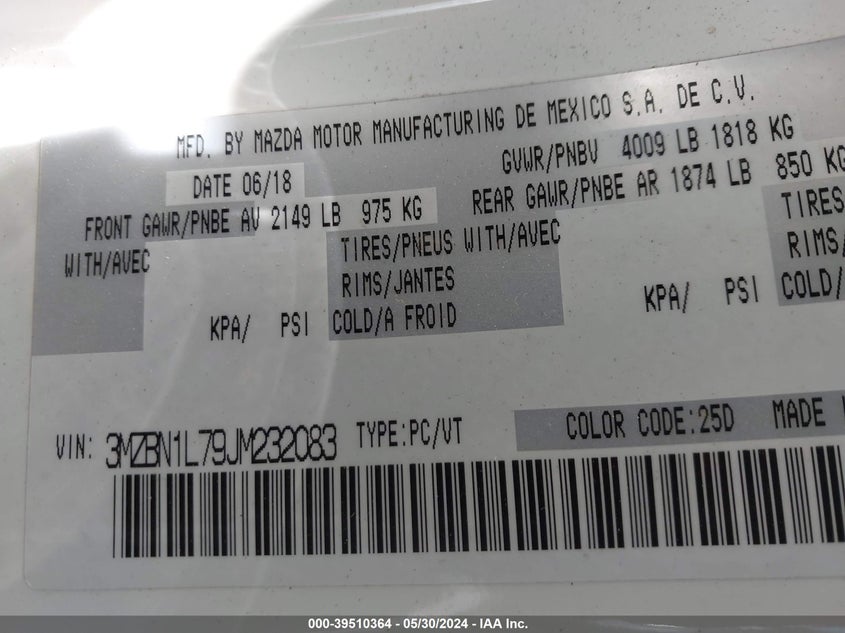 MFD. BY MAZDA MOTOR MANUFACTURING DE MEXICO S.A. DE C.V.
DATE 06/18 GVWR/PNBV 4009 LB 1818 KG
FRONT GAWR/PNBE AV 2149 LB 975 KG REAR GAWR/PNBE AR 1874 LB 850 KG
WITH/AVEC TIRES/PNEUS WITH/AVEC TIRES
RIMS/JANTES RIMS/
KPA/ PSI COLD/A FROID KPA/ PSI COLD/
VIN: 3MZBN1L79JM232083 TYPE:PC/VT COLOR CODE:25D MADE
000-39510364 - 05/30/2024 - IAA Inc.